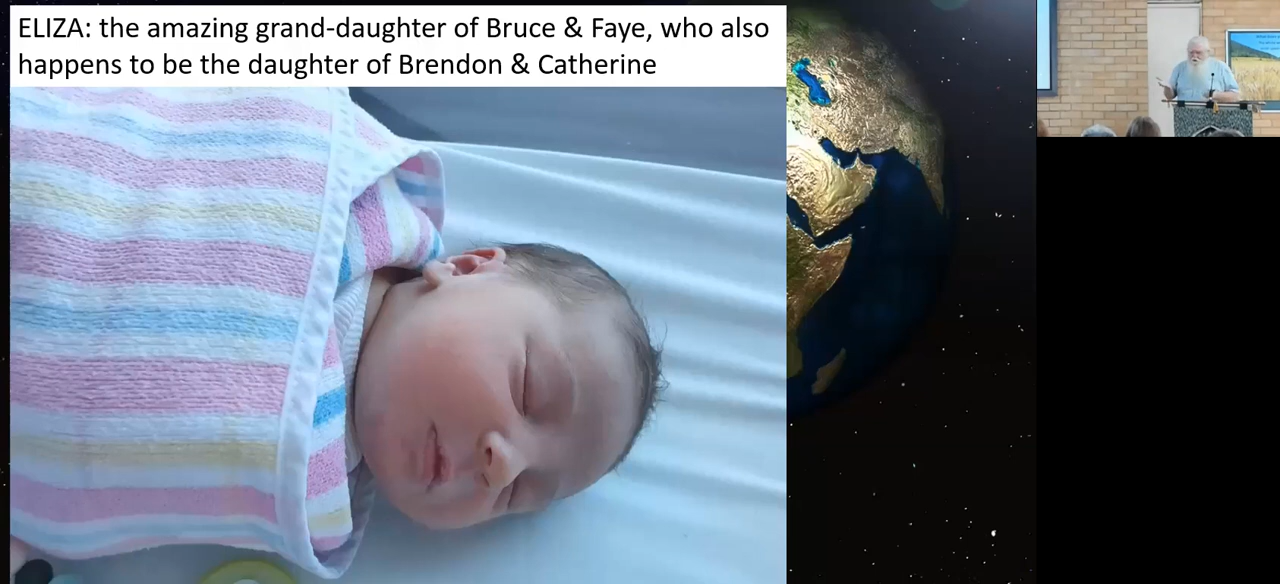 ELIZA: the amazing grand-daughter of Bruce & Faye, who also
happens to be the daughter of Brendon & Catherine